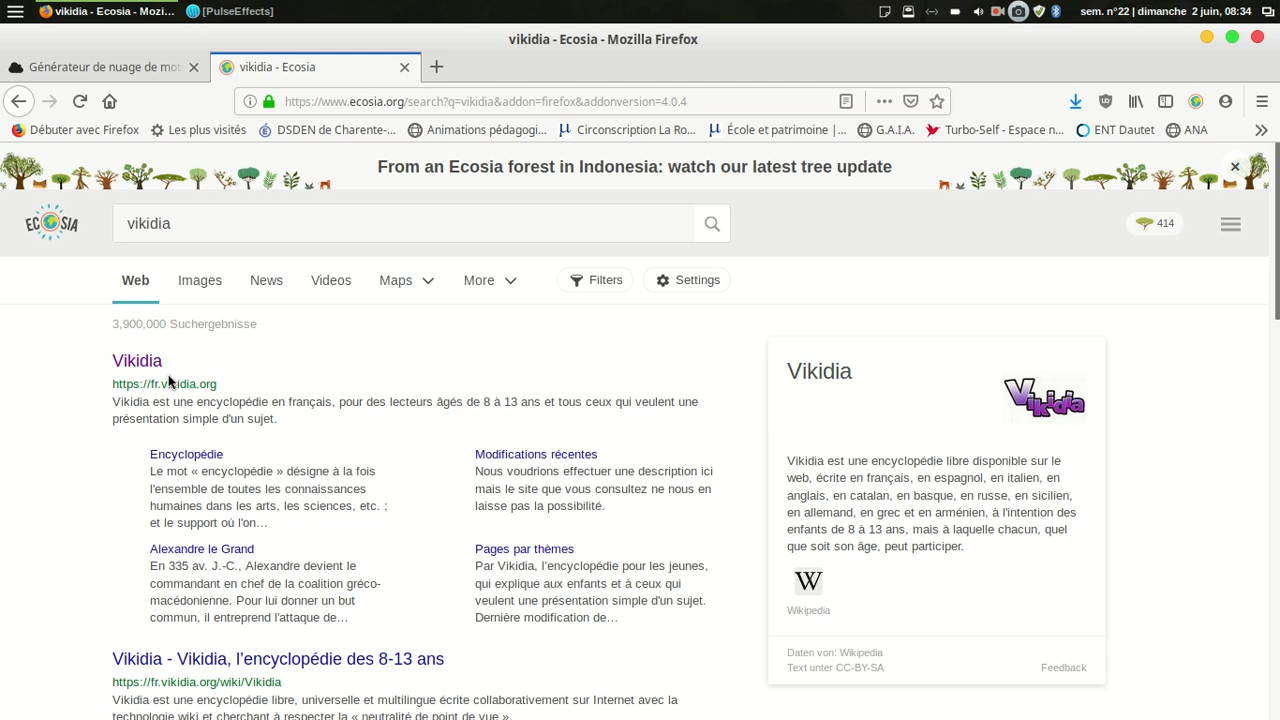 vikidia - Ecosia - Mozi...
[PulseEffects]
sem. n°22 | dimanche 2 juin, 08:34
vikidia - Ecosia - Mozilla Firefox
Générateur de nuage de mot
vikidia - Ecosia
https://www.ecosia.org/search?q=vikidia&addon=firefox&addonversion=4.0.4
Débuter avec Firefox
Les plus visités
DSDEN de Charente-...
Animations pédagogi...
Circonscription La Ro...
École et patrimoine |...
G.A.I.A.
Turbo-Self - Espace n...
ENT Dautet
ANA
From an Ecosia forest in Indonesia: watch our latest tree update
ECOSIA
vikidia
414
Web
Images
News
Videos
Maps
More
Filters
Settings
3,900,000 Suchergebnisse
Vikidia
https://fr.vikidia.org
Vikidia est une encyclopédie en français, pour des lecteurs âgés de 8 à 13 ans et tous ceux qui veulent une
présentation simple d'un sujet.
Encyclopédie
Le mot « encyclopédie » désigne à la fois
l'ensemble de toutes les connaissances
humaines dans les arts, les sciences, etc. ;
et le support où l'on…
Modifications récentes
Nous voudrions effectuer une description ici
mais le site que vous consultez ne nous en
laisse pas la possibilité.
Alexandre le Grand
En 335 av. J.-C., Alexandre devient le
commandant en chef de la coalition gréco-
macédonienne. Pour lui donner un but
commun, il entreprend l'attaque de…
Pages par thèmes
Par Vikidia, l’encyclopédie pour les jeunes,
qui explique aux enfants et à ceux qui
veulent une présentation simple d'un sujet.
Dernière modification de…
Vikidia - Vikidia, l’encyclopédie des 8-13 ans
https://fr.vikidia.org/wiki/Vikidia
Vikidia est une encyclopédie libre, universelle et multilingue écrite collaborativement sur Internet avec la
technologie wiki et cherchant à respecter la « neutralité de point de vue ».
Vikidia
Vikidia
Vikidia est une encyclopédie libre disponible sur le
web, écrite en français, en espagnol, en italien, en
anglais, en catalan, en basque, en russe, en sicilien,
en allemand, en grec et en arménien, à l'intention des
enfants de 8 à 13 ans, mais à laquelle chacun, quel
que soit son âge, peut participer.
W
Wikipedia
Daten von: Wikipedia
Text unter CC-BY-SA
Feedback